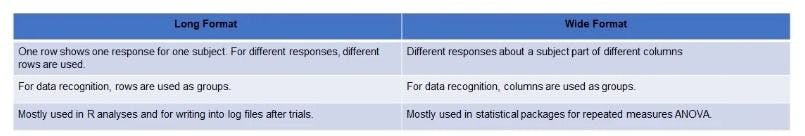 Long Format
Wide Format
One row shows one response for one subject. For different responses, different
rows are used.
Different responses about a subject part of different columns
For data recognition, rows are used as groups.
For data recognition, columns are used as groups.
Mostly used in R analyses and for writing into log files after trials.
Mostly used in statistical packages for repeated measures ANOVA.